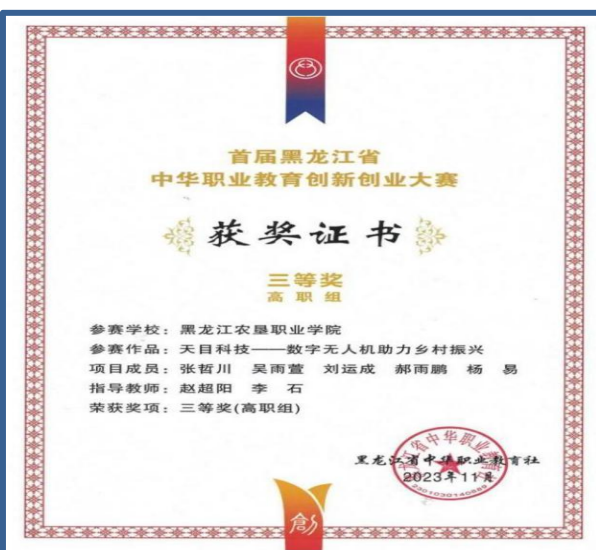 首届黑龙江省
中华职业教育创新创业大赛
获奖证书
三等奖
高职组
参赛学校：黑龙江农垦职业学院
参赛作品：天目科技——数字无人机助力乡村振兴
项目成员：张哲川 吴雨萱 刘运成 郝雨鹏 杨 易
指导教师：赵超阳 李 石
荣获奖项：三等奖(高职组)
黑龙江省中华职业教育社
2023年11月
創